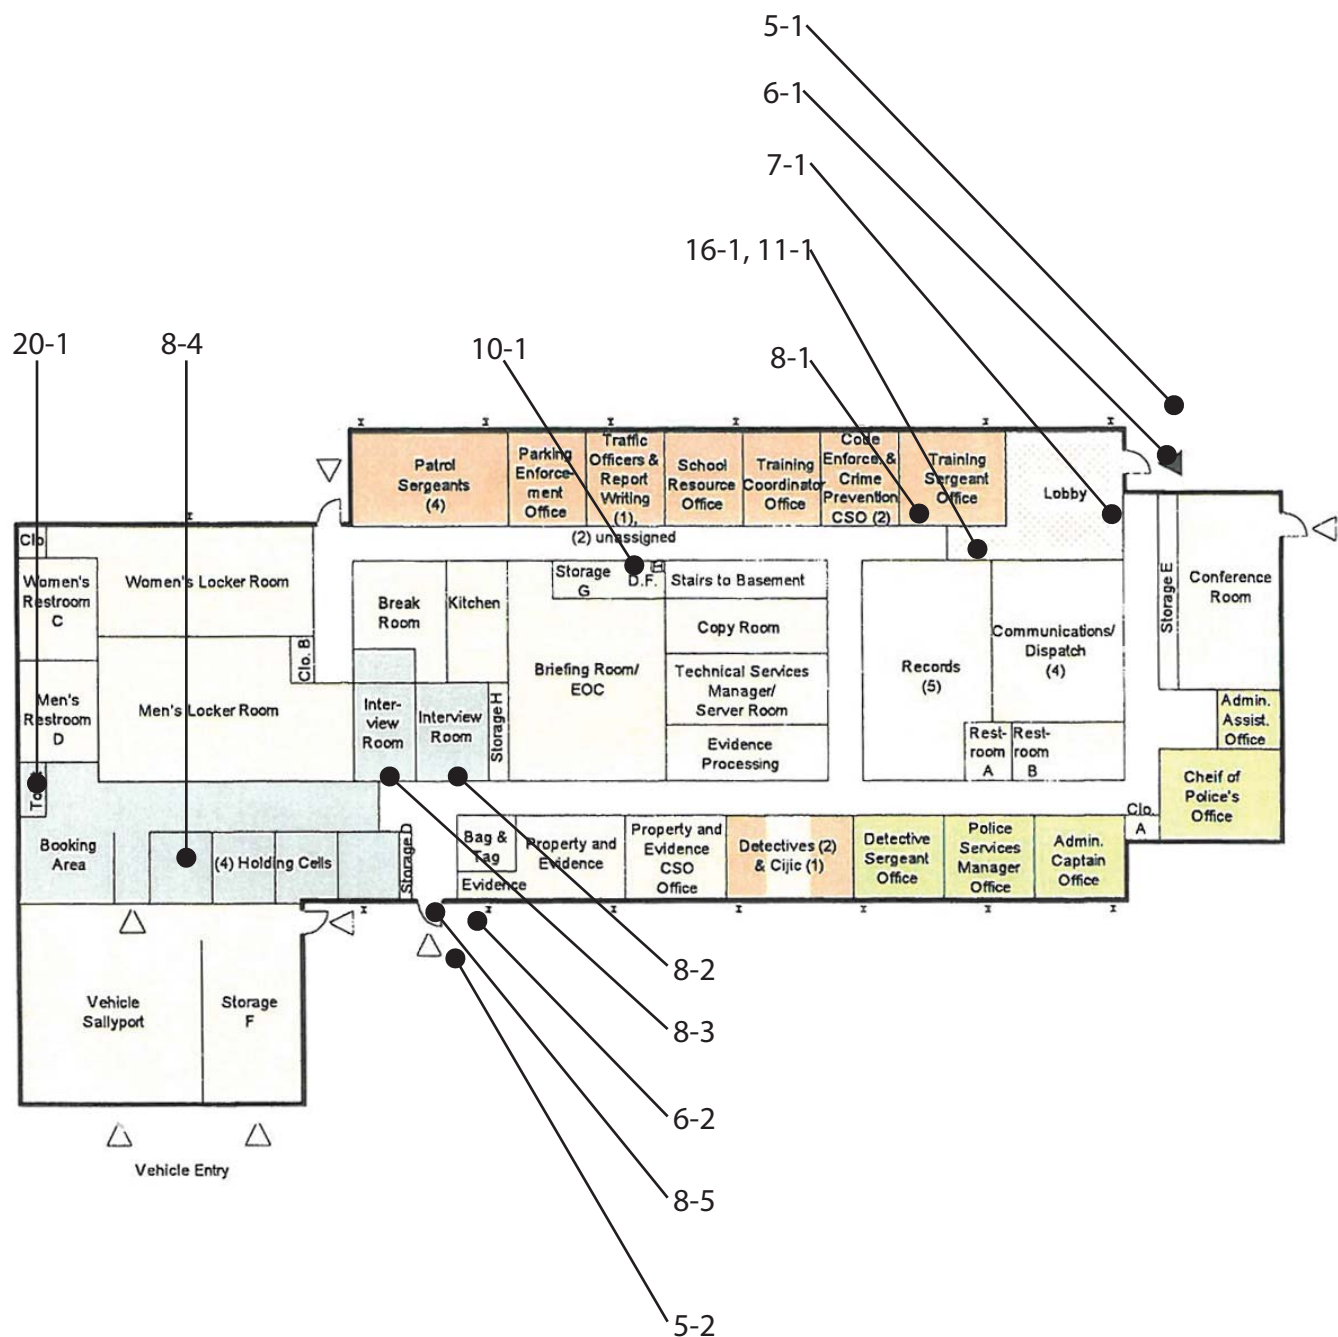 5-1
6-1
7-1
16-1, 11-1
20-1
8-4
10-1
8-1
Patrol
Sergeants
(4)
Parking
Enforce-
ment
Office
Traffic
Officers &
Report
Writing
(1),
(2) unassigned
School
Resource
Office
Training
Coordinator
Office
Code
Enforce. &
Crime
Prevention
CSO (2)
Training
Sergeant
Office
Lobby
Clo.
Women's
Restroom
C
Women's Locker Room
Clo. B
Men's
Restroom
D
Men's Locker Room
Break
Room
Kitchen
Inter-
view
Room
Interview
Room
Storage H
Storage
G
D.F.
Briefing Room/
EOC
Stairs to Basement
Copy Room
Technical Services
Manager/
Server Room
Evidence
Processing
Records
(5)
Communications/
Dispatch
(4)
Rest-
room
A
Rest-
room
B
Storage E
Conference
Room
Admin.
Assist.
Office
Cheif of
Police's
Office
Clo.
A
Booking
Area
(4) Holding Cells
Storage D
Bag &
Tag
Evidence
Property and
Evidence
Property and
Evidence
CSO
Office
Detectives (2)
& Cijic (1)
Detective
Sergeant
Office
Police
Services
Manager
Office
Admin.
Captain
Office
Vehicle
Sallyport
Storage
F
Vehicle Entry
8-2
8-3
6-2
8-5
5-2